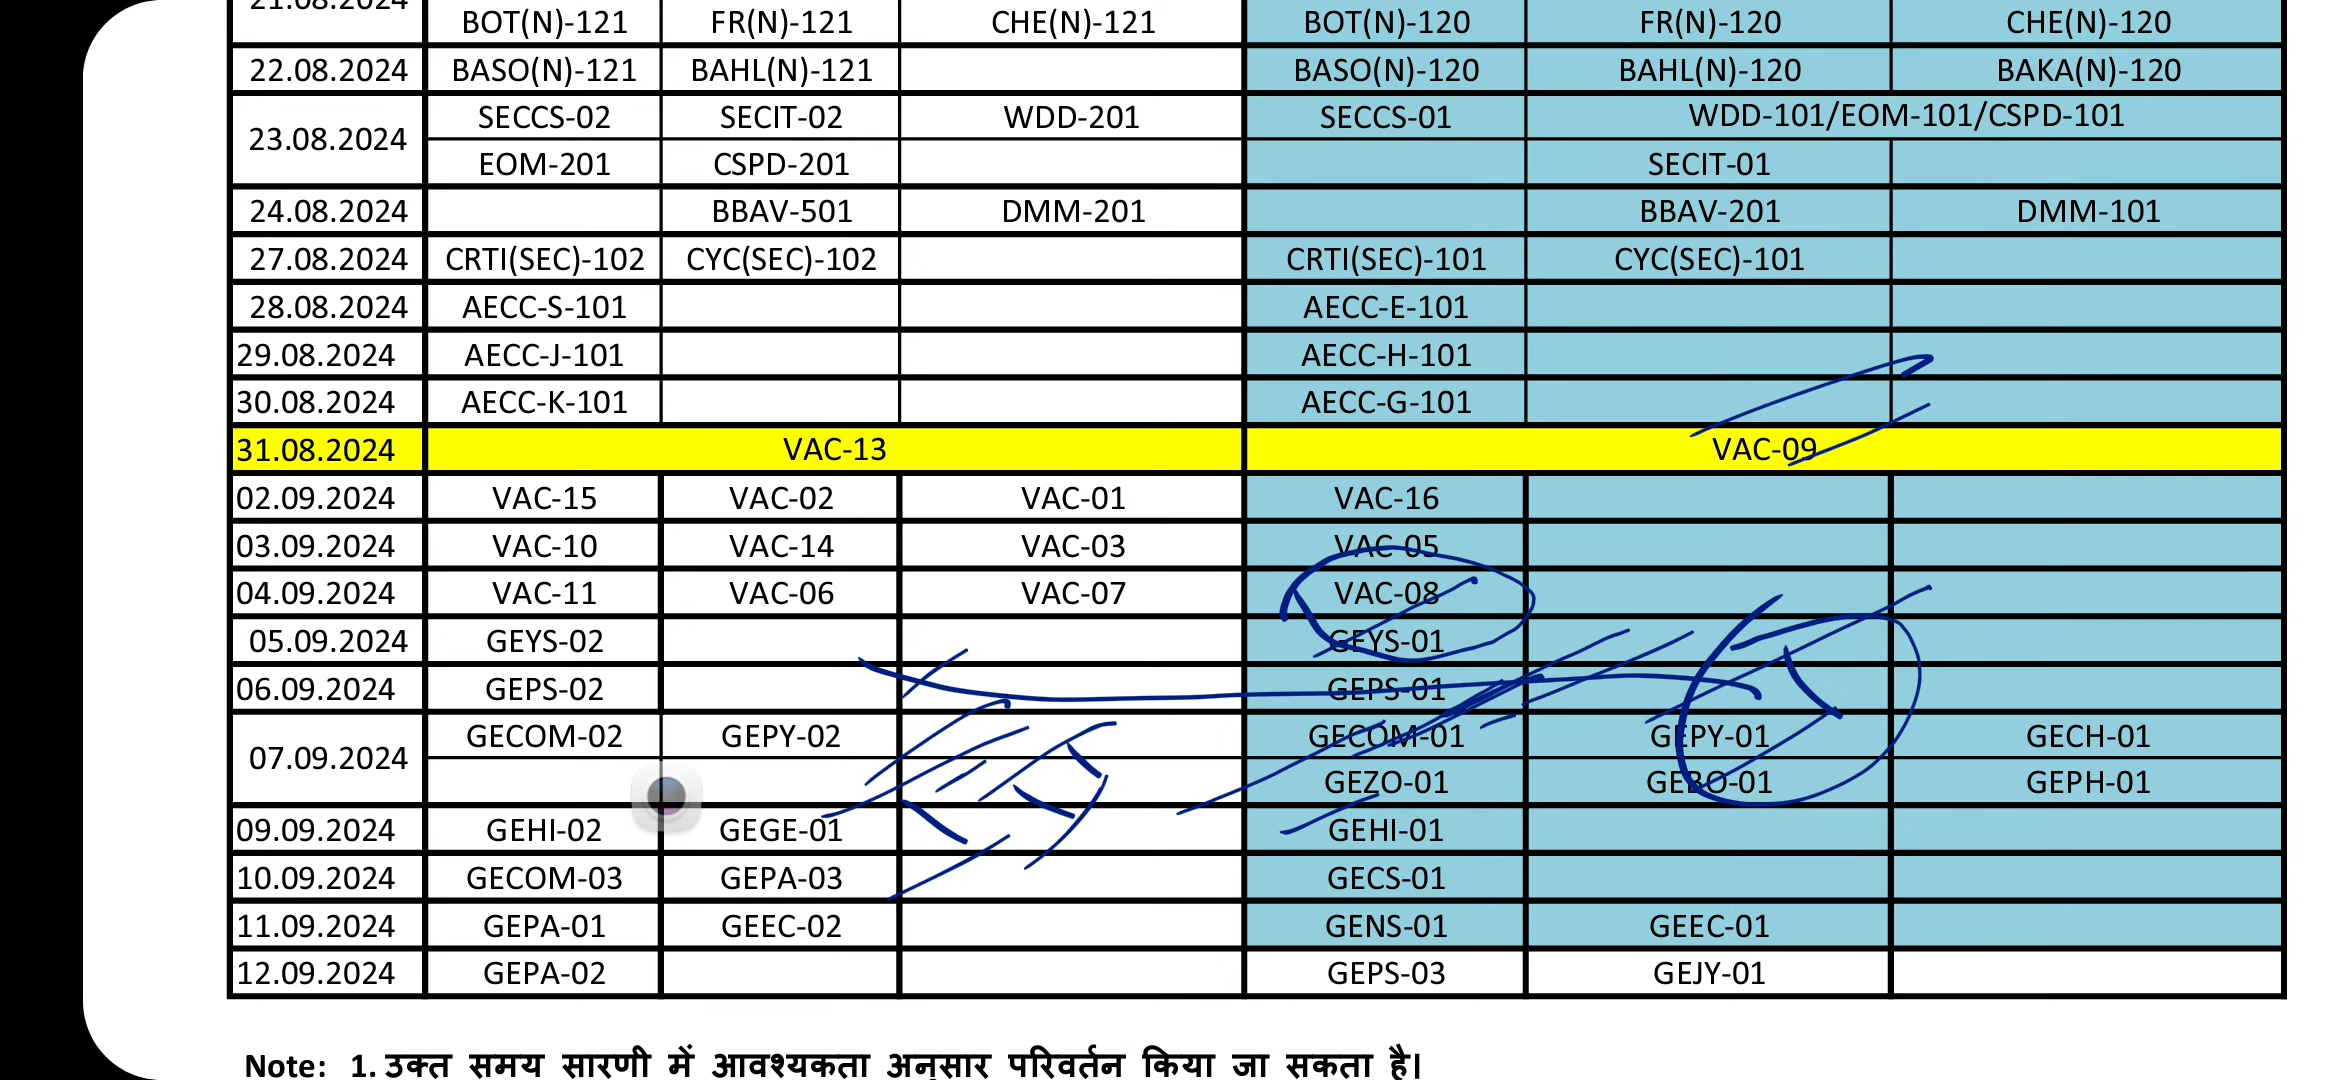 21.08.2024 BOT(N)-121 FR(N)-121 CHE(N)-121 BOT(N)-120 FR(N)-120 CHE(N)-120
22.08.2024 BASO(N)-121 BAHL(N)-121 BASO(N)-120 BAHL(N)-120 BAKA(N)-120
23.08.2024 SECCS-02 SECIT-02 WDD-201 SECCS-01 WDD-101/EOM-101/CSPD-101
EOM-201 CSPD-201 SECIT-01
24.08.2024 BBAV-501 DMM-201 BBAV-201 DMM-101
27.08.2024 CRTI(SEC)-102 CYC(SEC)-102 CRTI(SEC)-101 CYC(SEC)-101
28.08.2024 AECC-S-101 AECC-E-101
29.08.2024 AECC-J-101 AECC-H-101
30.08.2024 AECC-K-101 AECC-G-101
31.08.2024 VAC-13 VAC-09
02.09.2024 VAC-15 VAC-02 VAC-01 VAC-16
03.09.2024 VAC-10 VAC-14 VAC-03 VAC-05
04.09.2024 VAC-11 VAC-06 VAC-07 VAC-08
05.09.2024 GEYS-02 GEYS-01
06.09.2024 GEPS-02 GEPS-01
07.09.2024 GECOM-02 GEPY-02 GECOM-01 GEPY-01 GECH-01
GEZO-01 GEBO-01 GEPH-01
09.09.2024 GEHI-02 GEGE-01 GEHI-01
10.09.2024 GECOM-03 GEPA-03 GECS-01
11.09.2024 GEPA-01 GEEC-02 GENS-01 GEEC-01
12.09.2024 GEPA-02 GEPS-03 GEJY-01
Note: 1. उक्त समय सारणी में आवश्यकता अनुसार परिवर्तन किया जा सकता है।